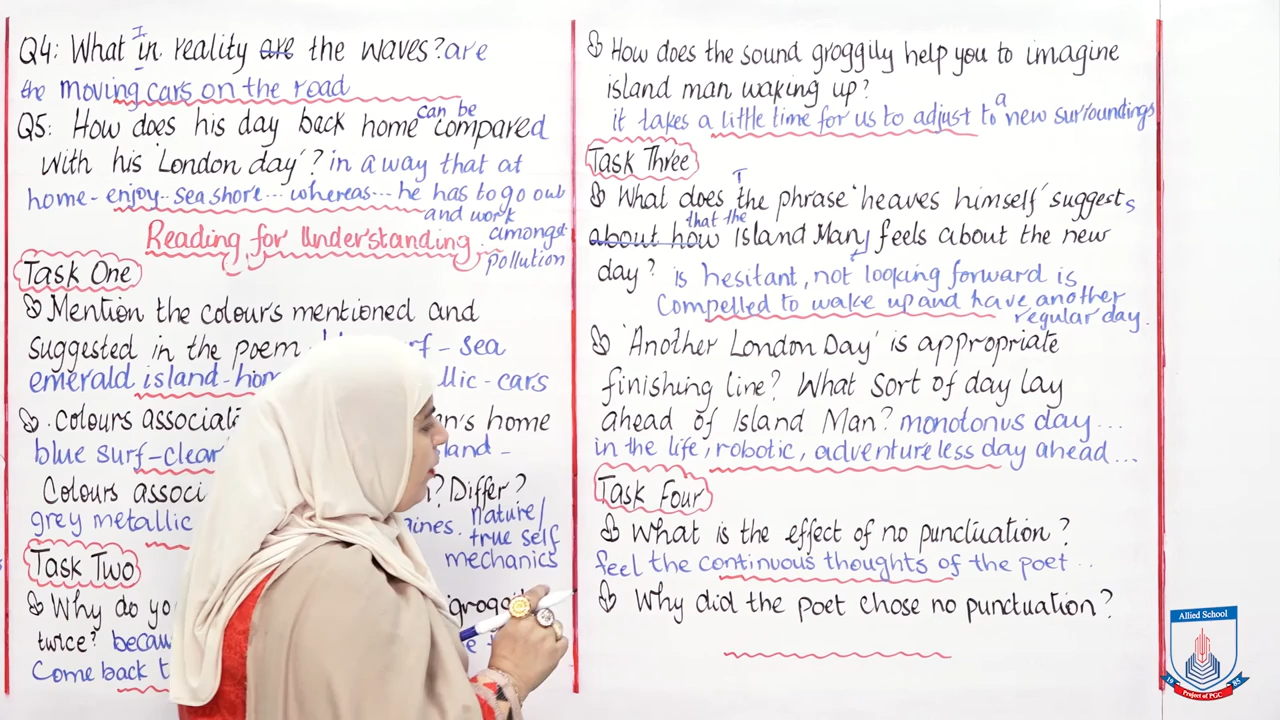 Q4: What In reality are the waves? are
the moving cars on the road
Q5: How does his day back home can be compared
with his 'London day'? in a way that at
home - enjoy.. sea shore... whereas... he has to go out
and work
amongst
pollution
Reading for Understanding
Task One
Mention the colours mentioned and
suggested in the poem - surf - sea
emerald island - llic - cars
Colours home
blue surf - clear land -
Colours ? Differ?
grey metallic nature/
true self
mechanics
Task Two
Why do
twice?
Come back
How does the sound groggily help you to imagine
island man waking up?
it takes a little time for us to adjust to a new surroundings
Task Three
What does The phrase 'heaves himself' suggests
about how that the Island Man feels about the new
day? is hesitant, not looking forward is
Compelled to wake up and have another
regular day.
'Another London Day' is appropriate
finishing line? What sort of day lay
ahead of Island Man? monotonus day...
in the life, robotic, adventureless day ahead...
Task Four
What is the effect of no punctuation?
feel the continuous thoughts of the poet..
Why did the poet chose no punctuation?
Allied School
19 85
Project of PGC